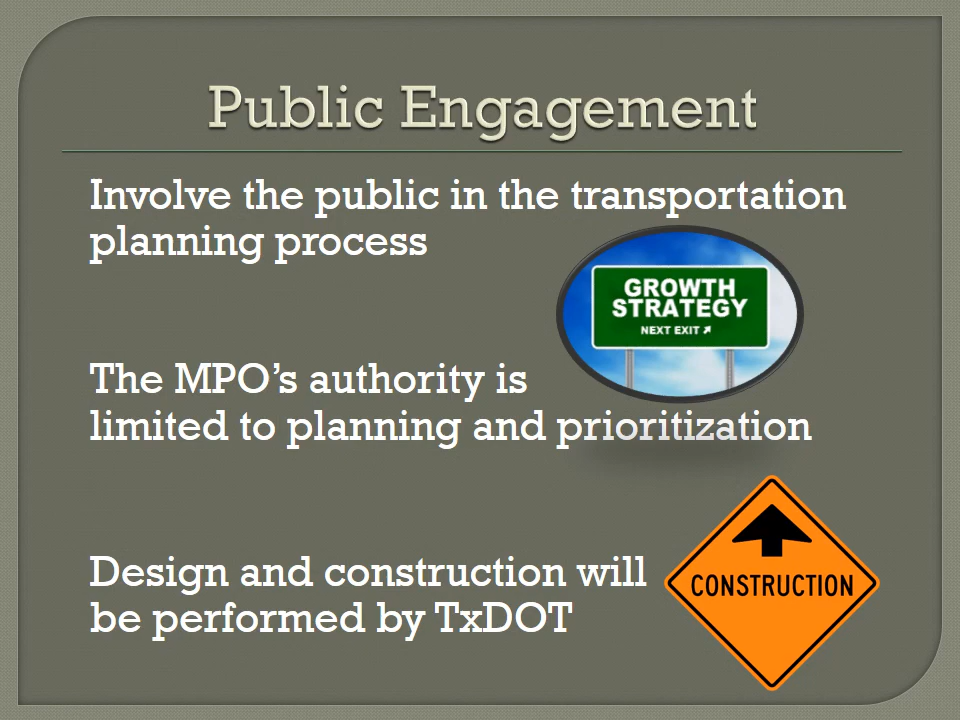 Public Engagement
Involve the public in the transportation
planning process
GROWTH
STRATEGY
NEXT EXIT ↗
The MPO’s authority is
limited to planning and prioritization
Design and construction will
be performed by TxDOT
CONSTRUCTION